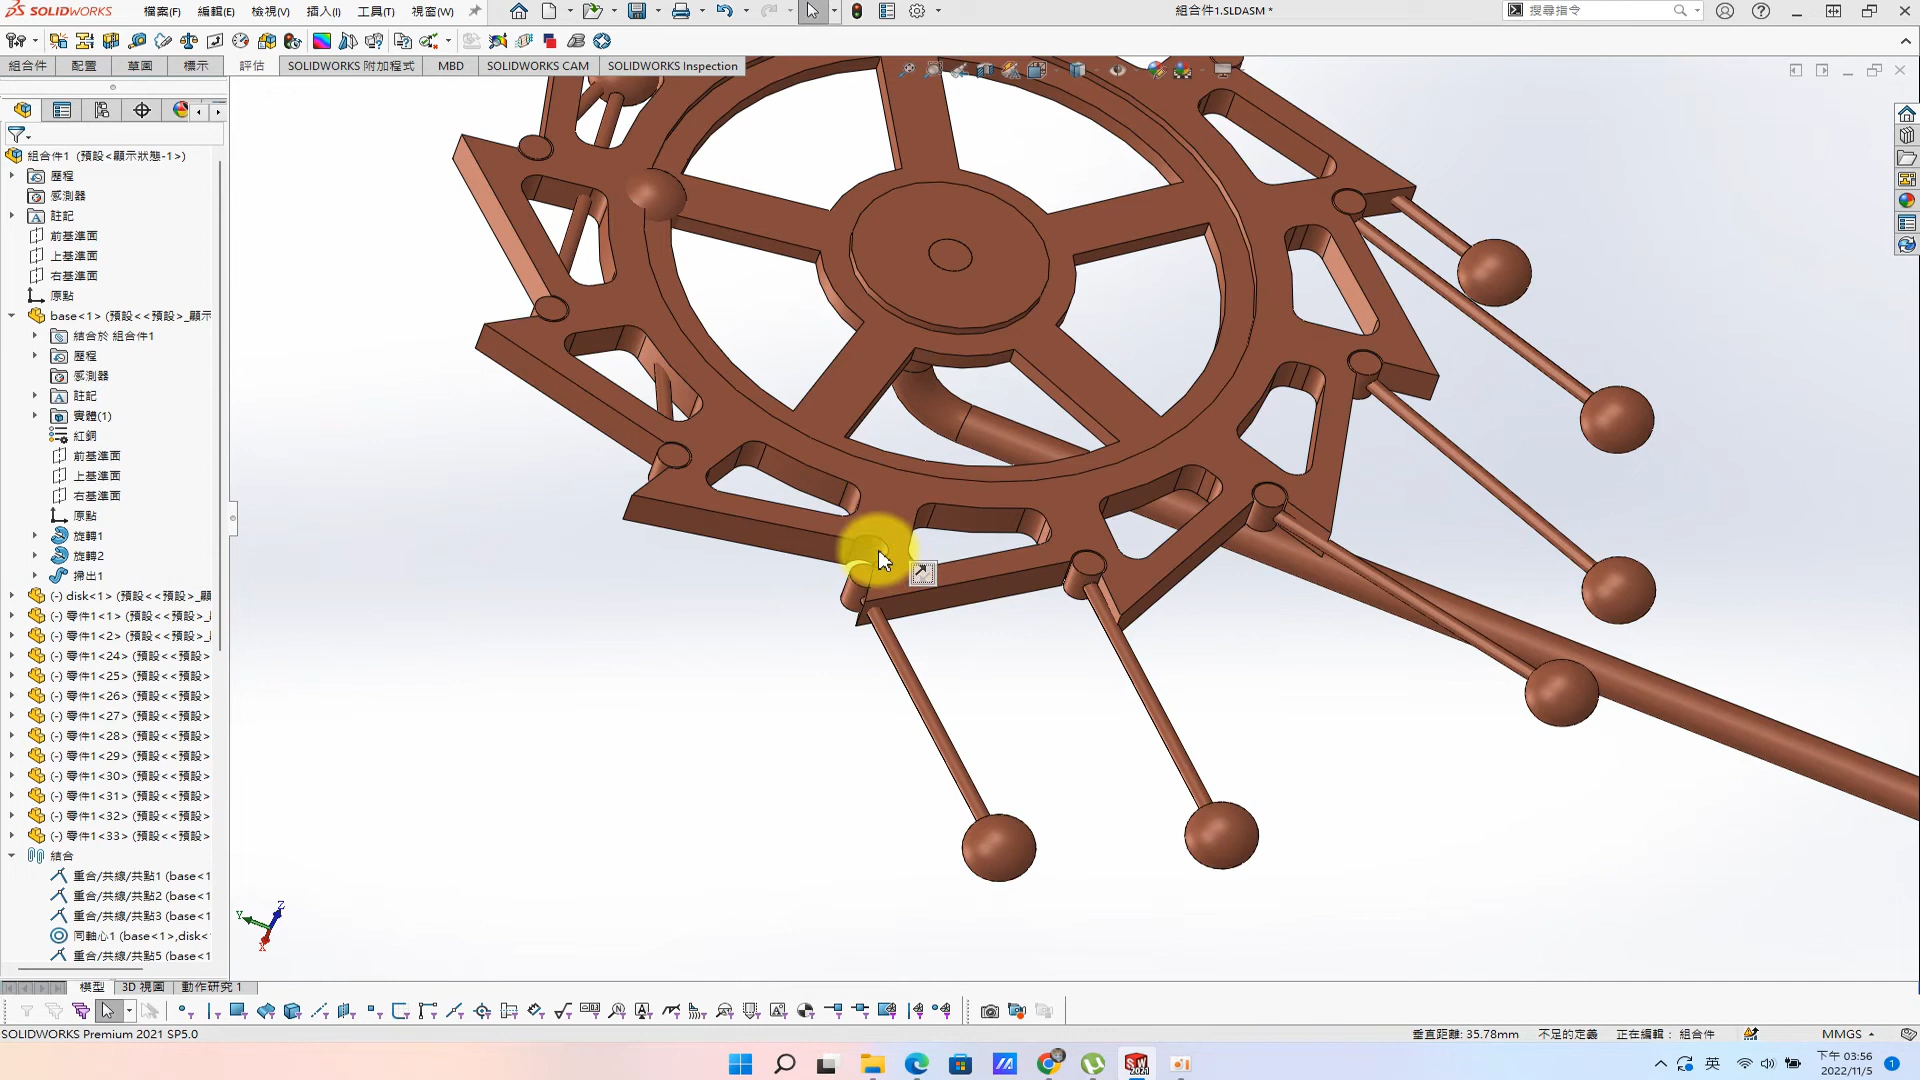 SOLIDWORKS 檔案(F) 編輯(E) 檢視(V) 插入(I) 工具(T) 視窗(W) 組合件1.SLDASM * 搜尋指令
組合件 配置 草圖 標示 評估 SOLIDWORKS 附加程式 MBD SOLIDWORKS CAM SOLIDWORKS Inspection
組合件1 (預設<顯示狀態-1>)
歷程
感測器
註記
前基準面
上基準面
右基準面
原點
base<1> (預設<<預設>_顯示
結合於 組合件1
歷程
感測器
註記
實體(1)
紅銅
前基準面
上基準面
右基準面
原點
旋轉1
旋轉2
掃出1
(-) disk<1> (預設<<預設>_顯
(-) 零件1<1> (預設<<預設>_
(-) 零件1<2> (預設<<預設>_
(-) 零件1<24> (預設<<預設>
(-) 零件1<25> (預設<<預設>
(-) 零件1<26> (預設<<預設>
(-) 零件1<27> (預設<<預設>
(-) 零件1<28> (預設<<預設>
(-) 零件1<29> (預設<<預設>
(-) 零件1<30> (預設<<預設>
(-) 零件1<31> (預設<<預設>
(-) 零件1<32> (預設<<預設>
(-) 零件1<33> (預設<<預設>
結合
重合/共線/共點1 (base<1
重合/共線/共點2 (base<1
重合/共線/共點3 (base<1
同軸心1 (base<1>,disk<
重合/共線/共點5 (base<1
Y Z X
模型 3D 視圖 動作研究 1
SOLIDWORKS Premium 2021 SP5.0 垂直距離: 35.78mm 不足的定義 正在編輯: 組合件 MMGS
英 下午 03:56
2022/11/5 1